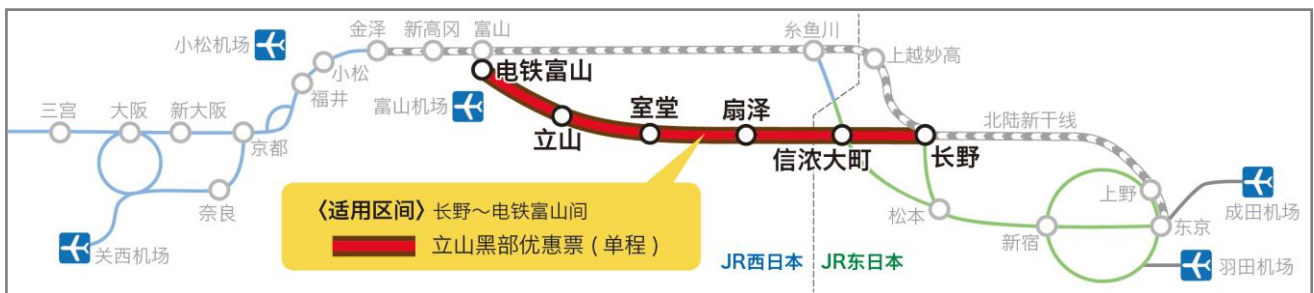 金泽
新高冈
富山
糸鱼川
上越妙高
小松机场
小松
福井
富山机场
电铁富山
立山
室堂
扇泽
信浓大町
长野
北陆新干线
三宫
大阪
新大阪
京都
奈良
关西机场
松本
新宿
上野
东京
成田机场
羽田机场
〈适用区间〉长野～电铁富山间
立山黑部优惠票(单程)
JR西日本
JR东日本